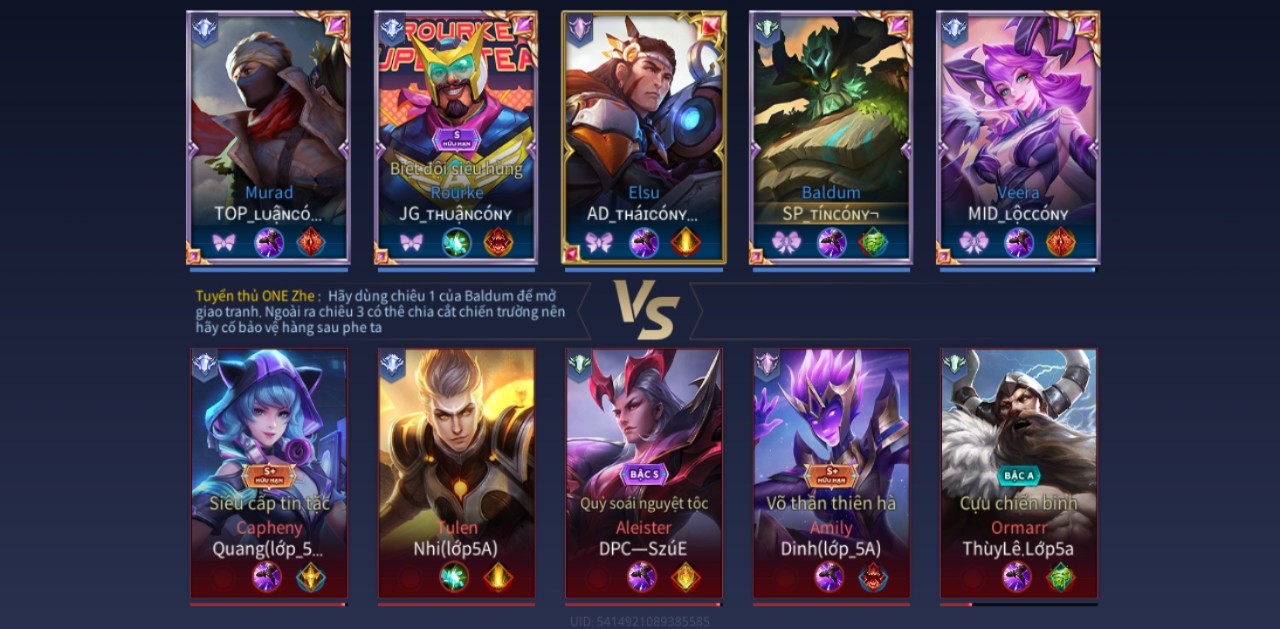 ROURKE
S
HỮU HẠN
Biệt đội siêu hùng
Murad
Rourke
Elsu
Baldum
Veera
TOP_LUẬNCÓ...
JG_THUẬNCÓNY
AD_THÁICÓNY...
SP_TÍNCÓNY¬
MID_LỘCCÓNY
Tuyển thủ ONE Zhe : Hãy dùng chiêu 1 của Baldum để mở
giao tranh. Ngoài ra chiêu 3 có thể chia cắt chiến trường nên
hãy cố bảo vệ hàng sau phe ta
VS
S+
HỮU HẠN
BẬC S
S+
HỮU HẠN
BẬC A
Siêu cấp tin tặc
Quỷ soái nguyệt tộc
Võ thần thiên hà
Cựu chiến binh
Capheny
Tulen
Aleister
Amily
Ormarr
Quang(lớp_5...
Nhi(lớp5A)
DPC—SzúE
Dinh(lớp_5A)
ThùyLê.Lớp5a
UID: 5414921089385585